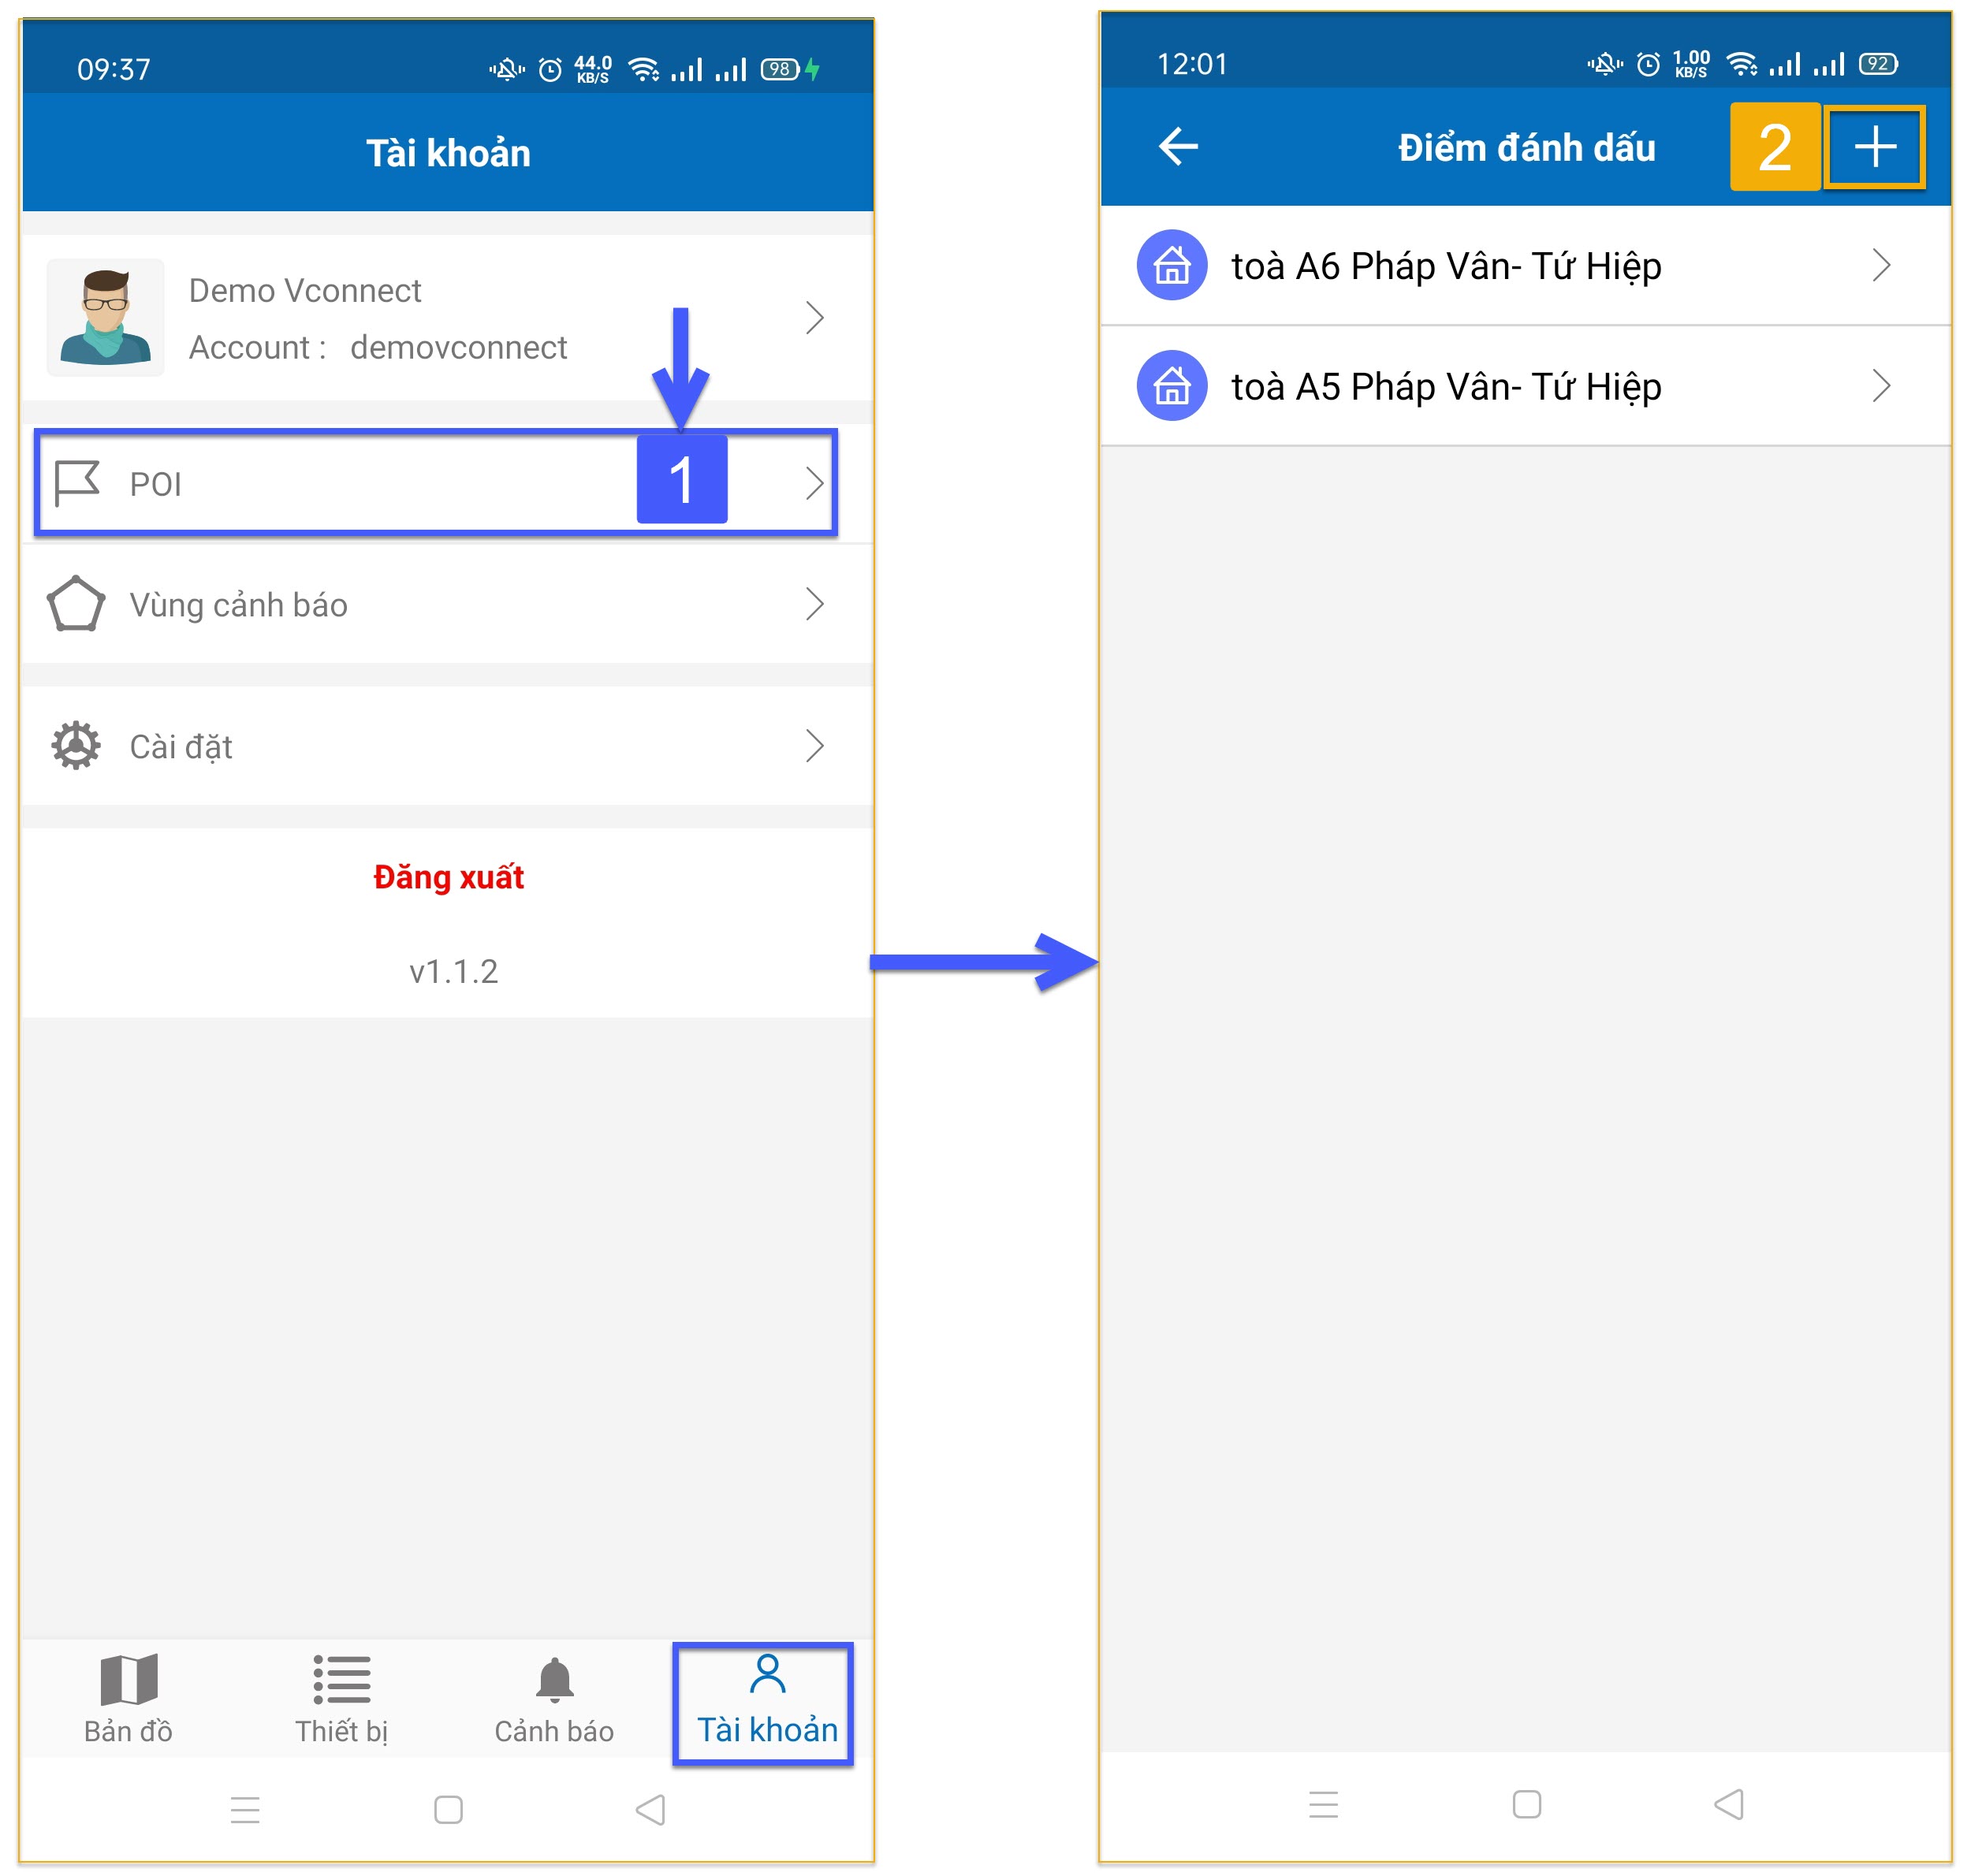 09:37
44.0
KB/S
98
Tài khoản
Demo Vconnect
Account : demovconnect
POI
1
Vùng cảnh báo
Cài đặt
Đăng xuất
v1.1.2
Bản đồ
Thiết bị
Cảnh báo
Tài khoản
12:01
1.00
KB/S
92
Điểm đánh dấu
2
toà A6 Pháp Vân- Tứ Hiệp
toà A5 Pháp Vân- Tứ Hiệp